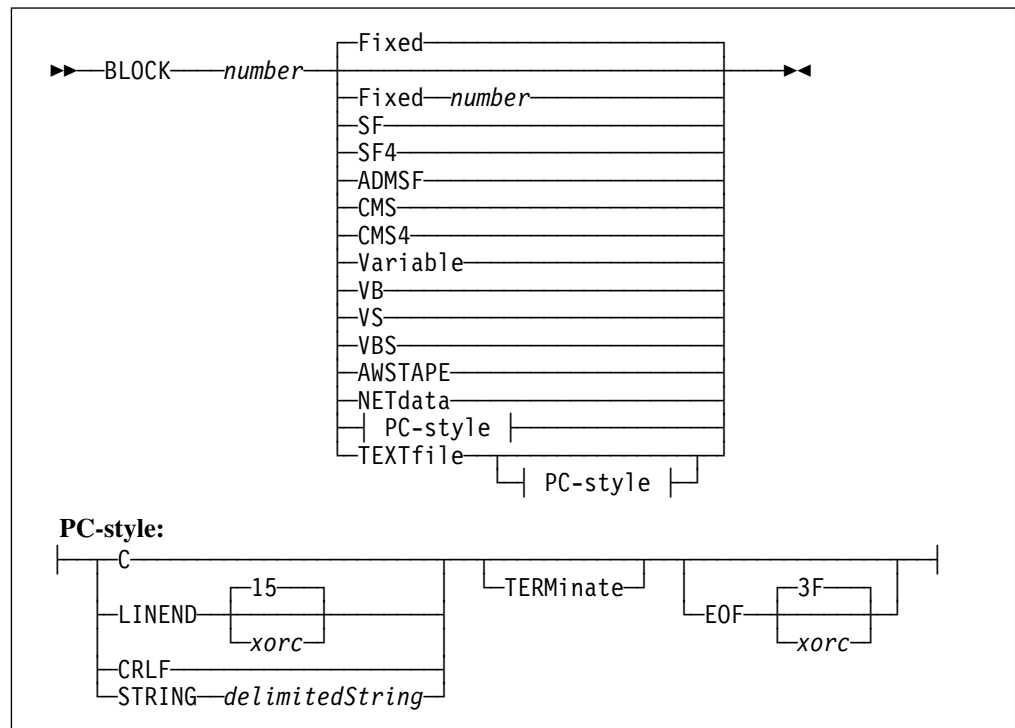 Fixed
BLOCK number
Fixed number
SF
SF4
ADMSF
CMS
CMS4
Variable
VB
VS
VBS
AWSTAPE
NETdata
PC-style
TEXTfile
PC-style
PC-style:
C
TERMinate
15
3F
LINEND
EOF
xorc
xorc
CRLF
STRING delimitedString